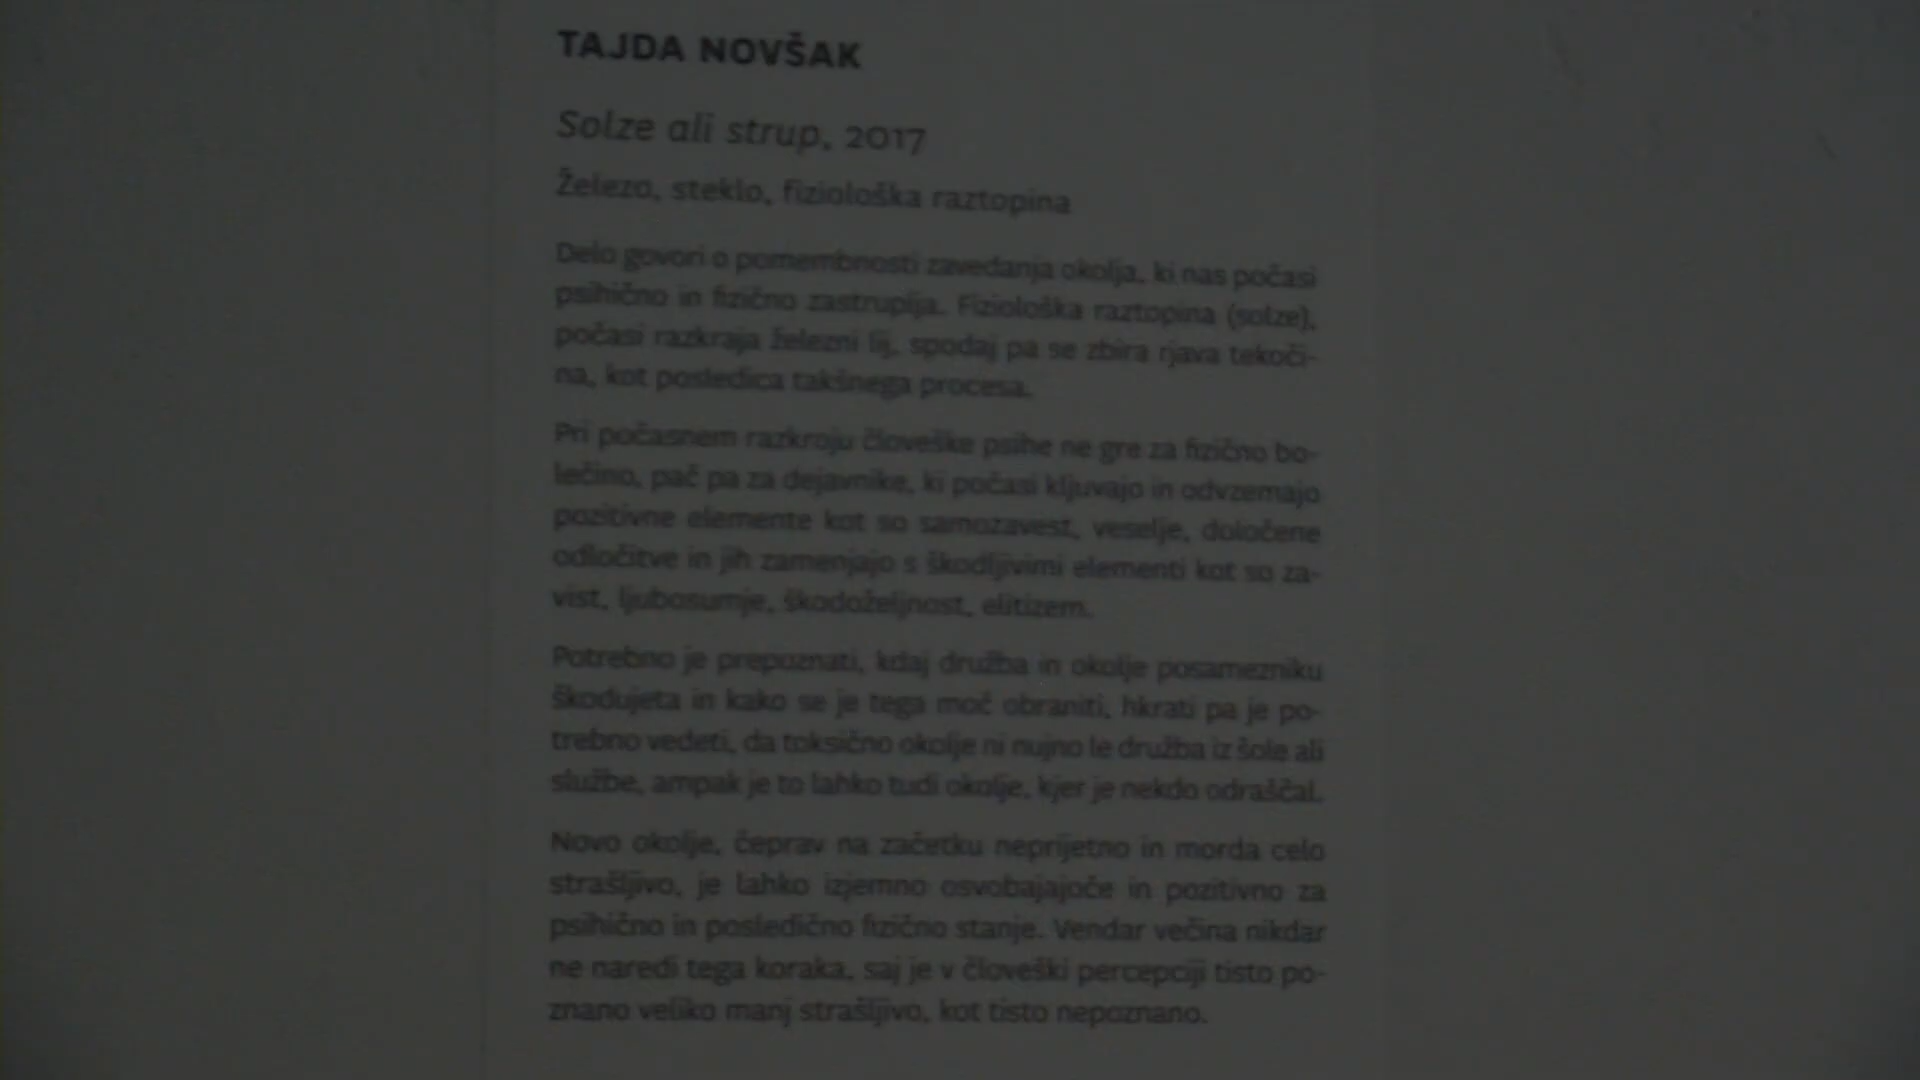 TAJDA NOVŠAK
Solze ali strup, 2017
Železo, steklo, fiziološka raztopina
Delo govori o pomembnosti zavedanja okolja, ki nas počasi
psihično in fizično zastruplja. Fiziološka raztopina (solze),
počasi razkraja železni lij, spodaj pa se zbira rjava tekoči-
na, kot posledica takšnega procesa.
Pri počasnem razkroju človeške psihe ne gre za fizično bo-
lečino, pač pa za dejavnike, ki počasi kljuvajo in odvzemajo
pozitivne elemente kot so samozavest, veselje, določene
odločitve in jih zamenjajo s škodljivimi elementi kot so za-
vist, ljubosumje, škodoželjnost, elitizem.
Potrebno je prepoznati, kdaj družba in okolje posamezniku
škodujeta in kako se je tega moč obraniti, hkrati pa je po-
trebno vedeti, da toksično okolje ni nujno le družba iz šole ali
službe, ampak je to lahko tudi okolje, kjer je nekdo odraščal.
Novo okolje, čeprav na začetku neprijetno in morda celo
strašljivo, je lahko izjemno osvobajajoče in pozitivno za
psihično in posledično fizično stanje. Vendar večina nikdar
ne naredi tega koraka, saj je v človeški percepciji tisto po-
znano veliko manj strašljivo, kot tisto nepoznano.